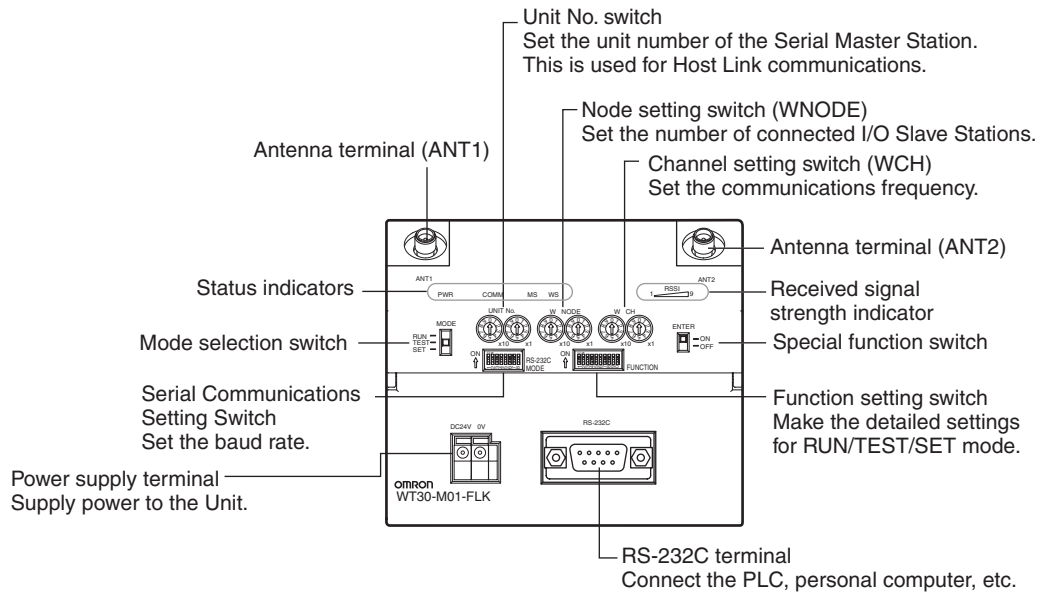 Unit No. switch
Set the unit number of the Serial Master Station.
This is used for Host Link communications.
Node setting switch (WNODE)
Set the number of connected I/O Slave Stations.
Antenna terminal (ANT1)
Channel setting switch (WCH)
Set the communications frequency.
Antenna terminal (ANT2)
Status indicators
Received signal
strength indicator
Mode selection switch
Special function switch
Serial Communications
Setting Switch
Set the baud rate.
Function setting switch
Make the detailed settings
for RUN/TEST/SET mode.
Power supply terminal
Supply power to the Unit.
RS-232C terminal
Connect the PLC, personal computer, etc.
ANT1
ANT2
PWR COMM MS WS
RSSI
1 9
UNIT No. W NODE W CH
MODE
RUN
TEST
SET
x10 x1 x10 x1 x10 x1
ENTER
ON
OFF
ON
RS-232C
MODE
ON
FUNCTION
DC24V 0V
RS-232C
OMRON
WT30-M01-FLK